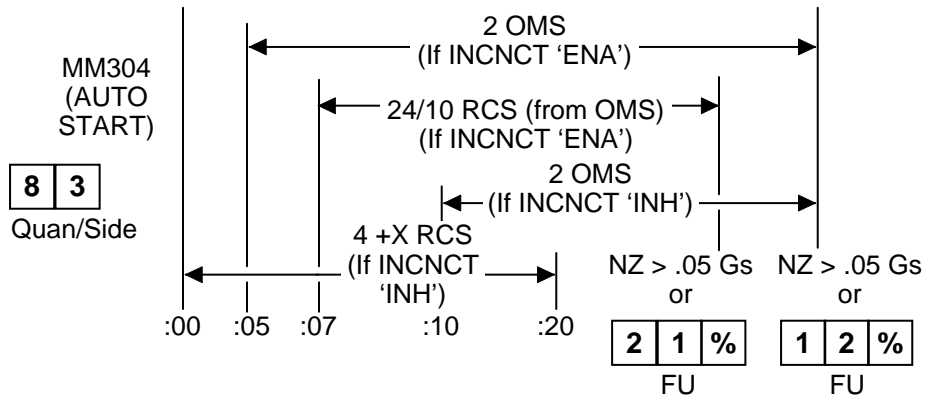 2 OMS
(If INCNCT ‘ENA’)
MM304
(AUTO
START)
24/10 RCS (from OMS)
(If INCNCT ‘ENA’)
8 3
Quan/Side
2 OMS
(If INCNCT ‘INH’)
4 +X RCS
(If INCNCT
‘INH’)
NZ > .05 Gs
or
NZ > .05 Gs
or
:00 :05 :07 :10 :20
2 1 %
FU
1 2 %
FU